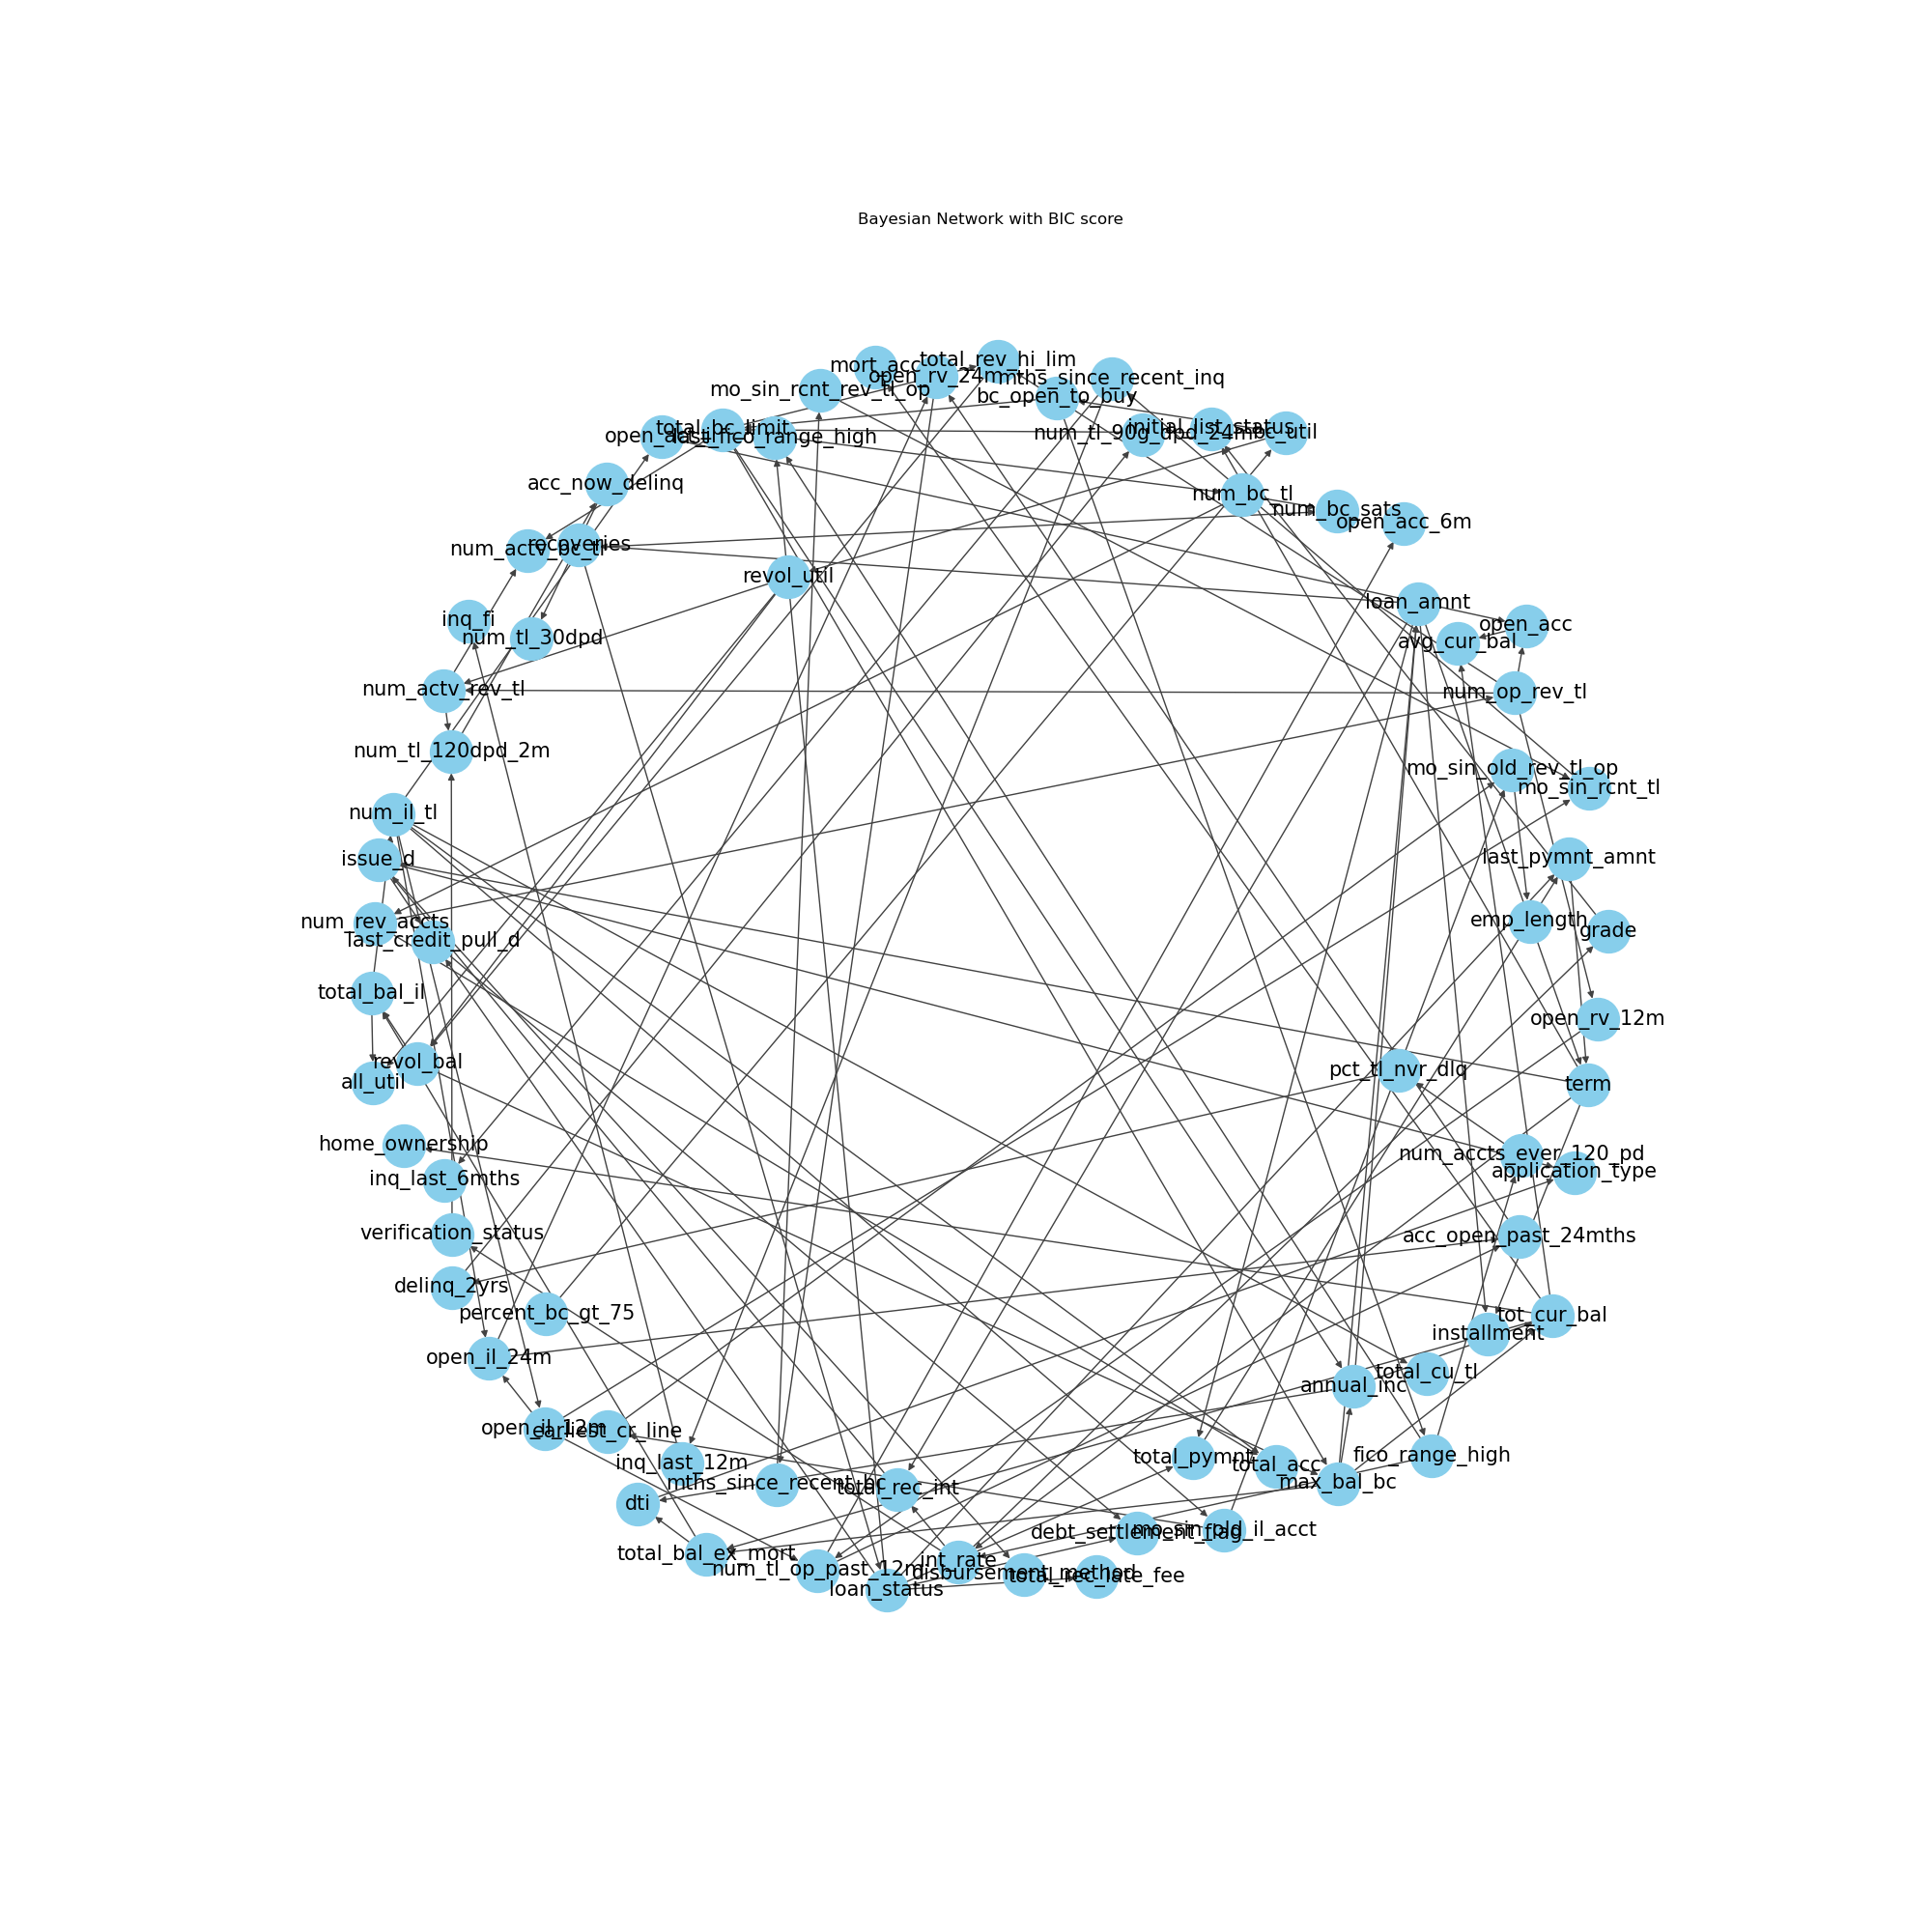 Bayesian Network with BIC score
total_rev_hi_lim
mort_acc
open_rv_24m
mths_since_recent_inq
mo_sin_rcnt_rev_tl_op
bc_open_to_buy
total_bc_limit
initial_list_status
num_tl_90g_dpd_24m
bc_util
last_fico_range_high
acc_now_delinq
num_bc_tl
num_bc_sats
open_acc_6m
num_actv_bc_tl
recoveries
revol_util
loan_amnt
inq_fi
open_acc
num_tl_30dpd
avg_cur_bal
num_actv_rev_tl
num_op_rev_tl
num_tl_120dpd_2m
mo_sin_old_rev_tl_op
mo_sin_rcnt_tl
num_il_tl
issue_d
last_pymnt_amnt
num_rev_accts
emp_length
grade
last_credit_pull_d
total_bal_il
open_rv_12m
revol_bal
pct_tl_nvr_dlq
all_util
term
home_ownership
num_accts_ever_120_pd
application_type
inq_last_6mths
verification_status
acc_open_past_24mths
delinq_2yrs
percent_bc_gt_75
tot_cur_bal
installment
open_il_24m
total_cu_tl
annual_inc
open_il_12m
earliest_cr_line
fico_range_high
total_pymnt
inq_last_12m
total_acc
max_bal_bc
mths_since_recent_bc
total_rec_int
dti
debt_settlement_flag
mo_sin_old_il_acct
total_bal_ex_mort
int_rate
num_tl_op_past_12m
disbursement_method
total_rec_late_fee
loan_status